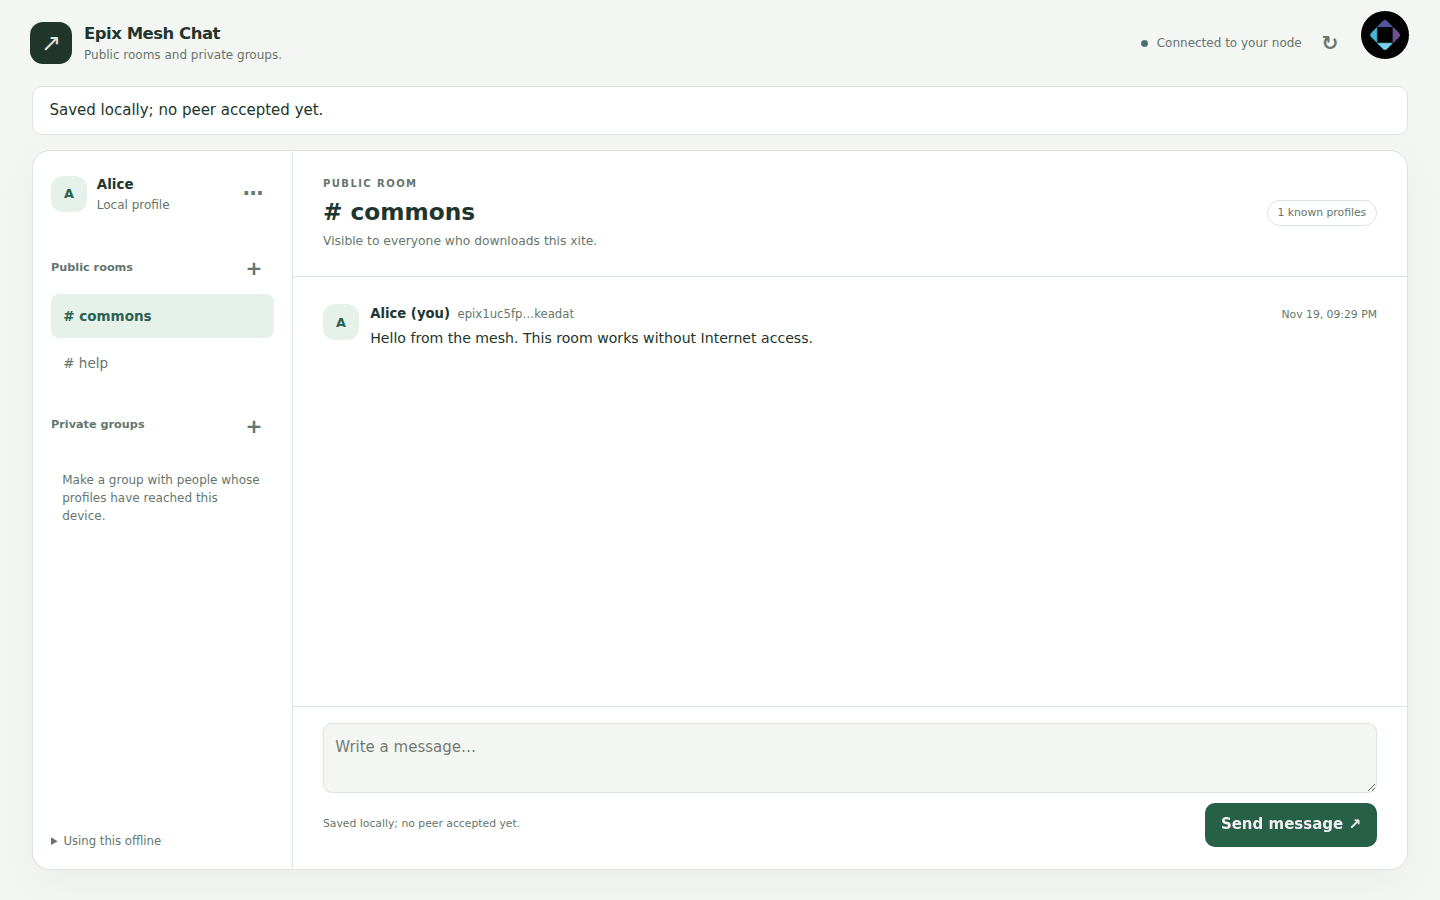 Epix Mesh Chat
Public rooms and private groups.
Connected to your node
Saved locally; no peer accepted yet.
A
Alice
Local profile
Public rooms
# commons
# help
Private groups
Make a group with people whose
profiles have reached this
device.
Using this offline
PUBLIC ROOM
# commons
1 known profiles
Visible to everyone who downloads this xite.
A
Alice (you) epix1uc5fp…keadat
Nov 19, 09:29 PM
Hello from the mesh. This room works without Internet access.
Write a message…
Saved locally; no peer accepted yet.
Send message ↗